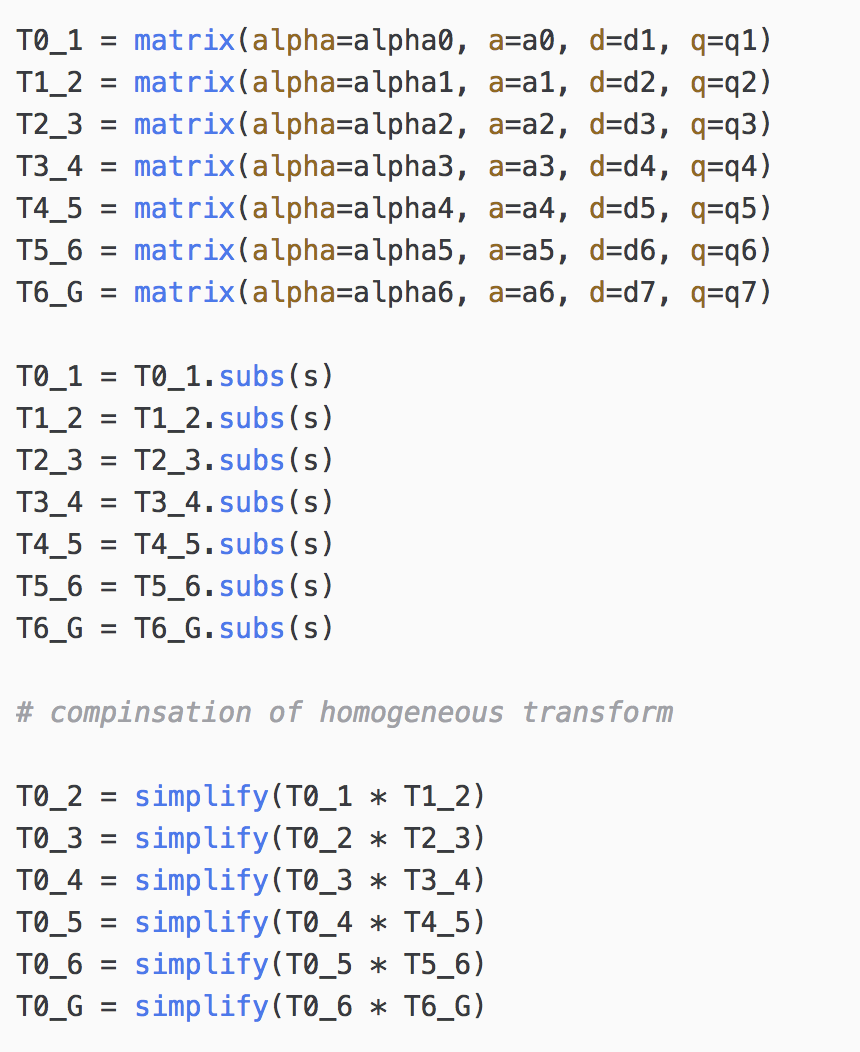 T0_1 = matrix(alpha=alpha0, a=a0, d=d1, q=q1)
T1_2 = matrix(alpha=alpha1, a=a1, d=d2, q=q2)
T2_3 = matrix(alpha=alpha2, a=a2, d=d3, q=q3)
T3_4 = matrix(alpha=alpha3, a=a3, d=d4, q=q4)
T4_5 = matrix(alpha=alpha4, a=a4, d=d5, q=q5)
T5_6 = matrix(alpha=alpha5, a=a5, d=d6, q=q6)
T6_G = matrix(alpha=alpha6, a=a6, d=d7, q=q7)
T0_1 = T0_1.subs(s)
T1_2 = T1_2.subs(s)
T2_3 = T2_3.subs(s)
T3_4 = T3_4.subs(s)
T4_5 = T4_5.subs(s)
T5_6 = T5_6.subs(s)
T6_G = T6_G.subs(s)
# compinsation of homogeneous transform
T0_2 = simplify(T0_1 * T1_2)
T0_3 = simplify(T0_2 * T2_3)
T0_4 = simplify(T0_3 * T3_4)
T0_5 = simplify(T0_4 * T4_5)
T0_6 = simplify(T0_5 * T5_6)
T0_G = simplify(T0_6 * T6_G)